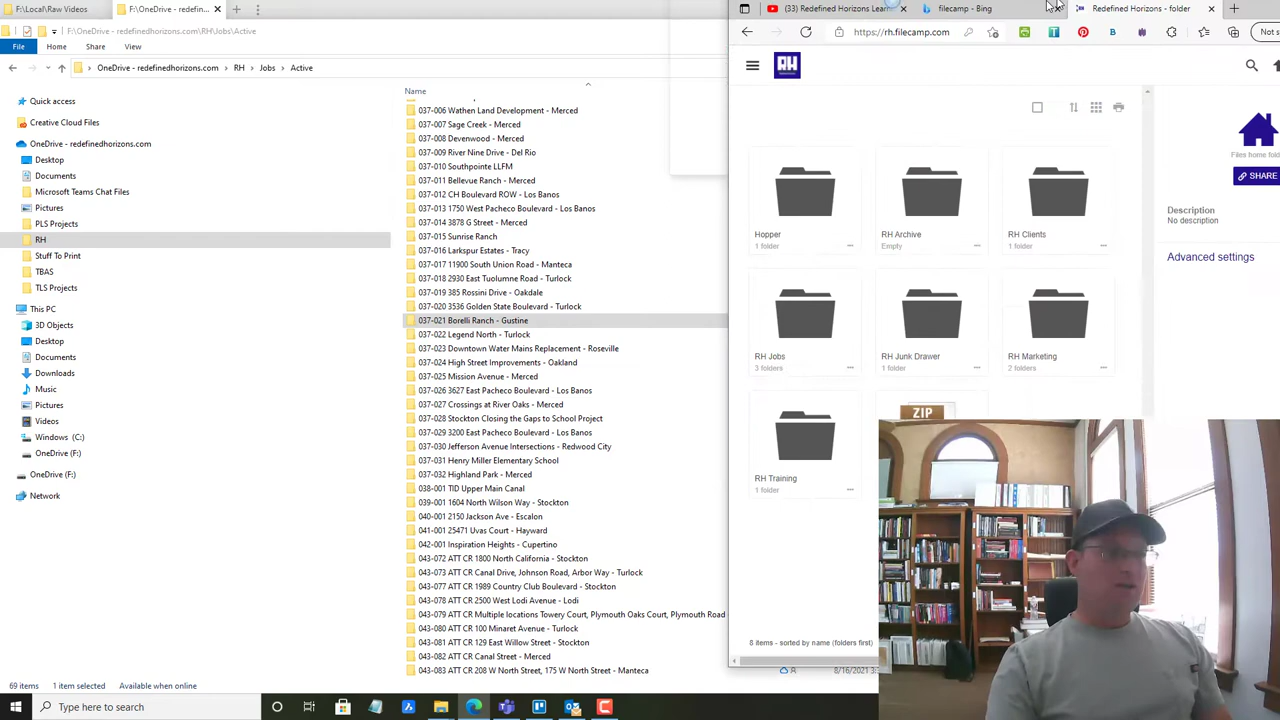 F:\Local\Raw Videos
F:\OneDrive - redefinedhorizons.com
F:\OneDrive - redefinedhorizons.com\RH\Jobs\Active
File
Home
Share
View
OneDrive - redefinedhorizons.com
RH
Jobs
Active
Quick access
Creative Cloud Files
OneDrive - redefinedhorizons.com
Desktop
Documents
Microsoft Teams Chat Files
Pictures
PLS Projects
RH
Stuff To Print
TBAS
TLS Projects
This PC
3D Objects
Desktop
Documents
Downloads
Music
Pictures
Videos
Windows (C:)
OneDrive (F:)
OneDrive (F:)
Network
Name
037-006 Wathen Land Development - Merced
037-007 Sage Creek - Merced
037-008 Devenwood - Merced
037-009 River Nine Drive - Del Rio
037-010 Southpointe LLFM
037-011 Bellevue Ranch - Merced
037-012 CH Boulevard ROW - Los Banos
037-013 1750 West Pacheco Boulevard - Los Banos
037-014 3878 G Street - Merced
037-015 Sunrise Ranch
037-016 Larkspur Estates - Tracy
037-017 11900 South Union Road - Manteca
037-018 2930 East Tuolumne Road - Turlock
037-019 385 Rossini Drive - Oakdale
037-020 3536 Golden State Boulevard - Turlock
037-021 Borelli Ranch - Gustine
037-022 Legend North - Turlock
037-023 Downtown Water Mains Replacement - Roseville
037-024 High Street Improvements - Oakland
037-025 Mission Avenue - Merced
037-026 3627 East Pacheco Boulevard - Los Banos
037-027 Crossings at River Oaks - Merced
037-028 Stockton Closing the Gaps to School Project
037-029 3200 East Pacheco Boulevard - Los Banos
037-030 Jefferson Avenue Intersections - Redwood City
037-031 Henry Miller Elementary School
037-032 Highland Park - Merced
038-001 TID Upper Main Canal
039-001 1604 North Wilson Way - Stockton
040-001 2150 Jackson Ave - Escalon
041-001 25471 Uvas Court - Hayward
042-001 Inspiration Heights - Cupertino
043-072 ATT CR 1800 North California - Stockton
043-073 ATT CR Canal Drive, Johnson Road, Arbor Way - Turlock
043-077 ATT CR 1989 Country Club Boulevard - Stockton
043-078 ATT CR 2500 West Lodi Avenue - Lodi
043-078 ATT CR Multiple locations Towery Court, Plymouth Oaks Court, Plymouth Road
043-080 ATT CR 100 Minaret Avenue - Turlock
043-081 ATT CR 129 East Willow Street - Stockton
043-082 ATT CR Canal Street - Merced
043-083 ATT CR 208 W North Street, 175 W North Street - Manteca
8/16/2021 3:
69 items
1 item selected
Available when online
(33) Redefined Horizons Learn
filecamp - Bing
Redefined Horizons - folder
https://rh.filecamp.com
Not s
RH
Hopper
1 folder
RH Archive
Empty
RH Clients
1 folder
RH Jobs
3 folders
RH Junk Drawer
1 folder
RH Marketing
2 folders
RH Training
1 folder
ZIP
8 items - sorted by name (folders first)
Files home fold
SHARE
Description
No description
Advanced settings
Type here to search